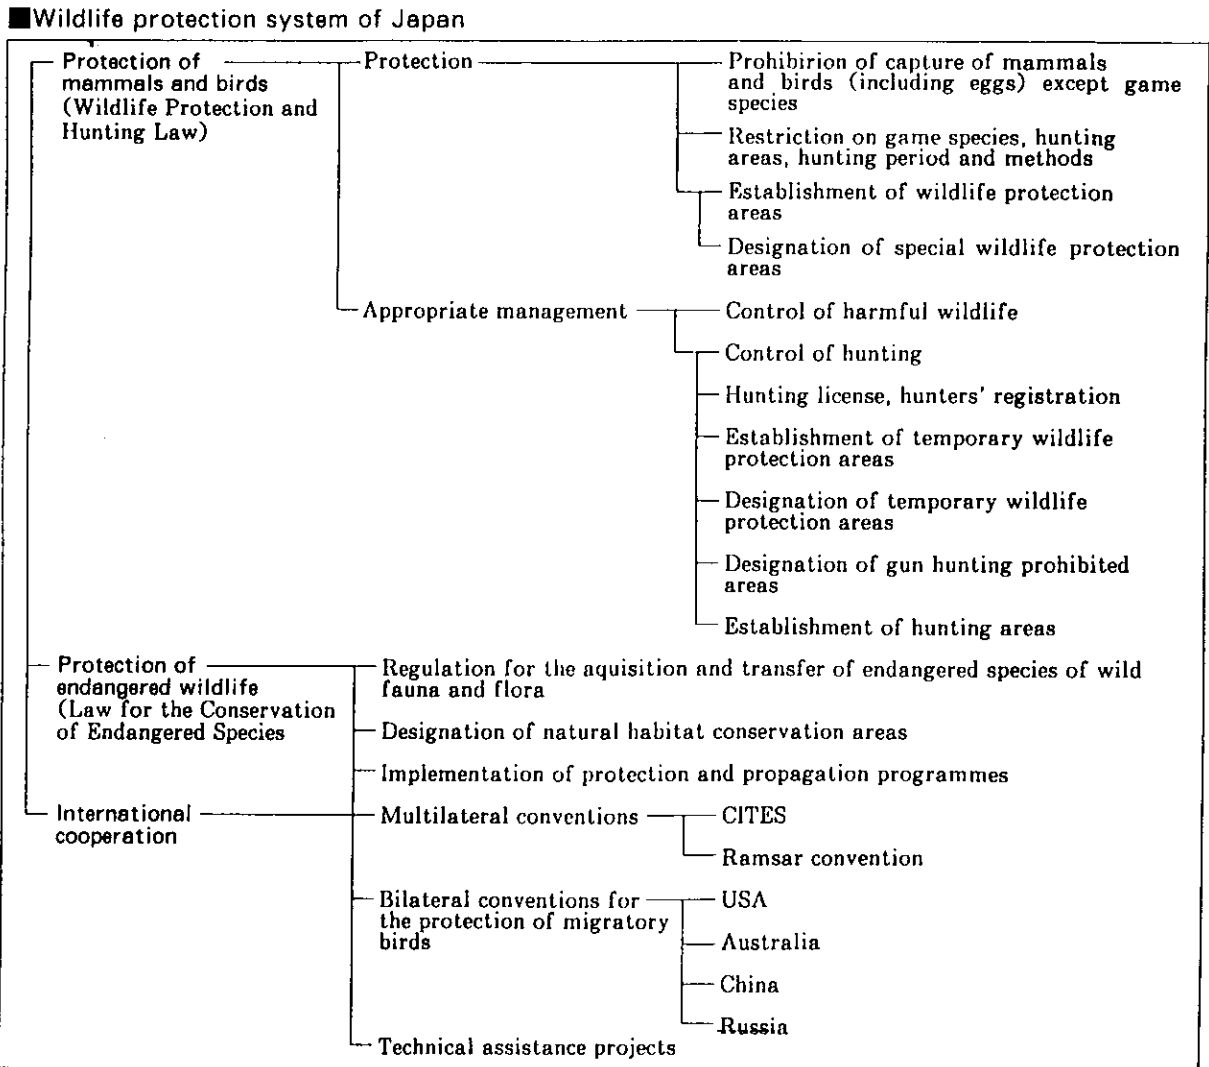 ■Wildlife protection system of Japan
Protection of
mammals and birds
(Wildlife Protection and
Hunting Law)
Protection
Prohibirion of capture of mammals
and birds (including eggs) except game
species
Restriction on game species, hunting
areas, hunting period and methods
Establishment of wildlife protection
areas
Designation of special wildlife protection
areas
Appropriate management
Control of harmful wildlife
Control of hunting
Hunting license, hunters' registration
Establishment of temporary wildlife
protection areas
Designation of temporary wildlife
protection areas
Designation of gun hunting prohibited
areas
Establishment of hunting areas
Protection of
endangered wildlife
(Law for the Conservation
of Endangered Species
Regulation for the aquisition and transfer of endangered species of wild
fauna and flora
Designation of natural habitat conservation areas
Implementation of protection and propagation programmes
International
cooperation
Multilateral conventions
CITES
Ramsar convention
Bilateral conventions for
the protection of migratory
birds
USA
Australia
China
Russia
Technical assistance projects